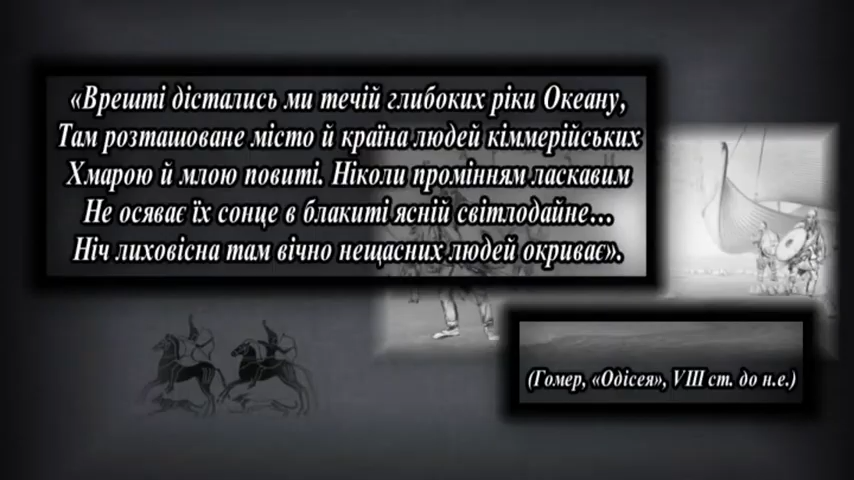 «Врешті дістались ми течій глибоких ріки Океану,
Там розташоване місто й країна людей кіммерійських
Хмарою й млою повиті. Ніколи промінням ласкавим
Не осяває їх сонце в блакиті ясній світлодайне...
Ніч лиховісна там вічно нещасних людей окриває».
(Гомер, «Одісея», VIII ст. до н.е.)